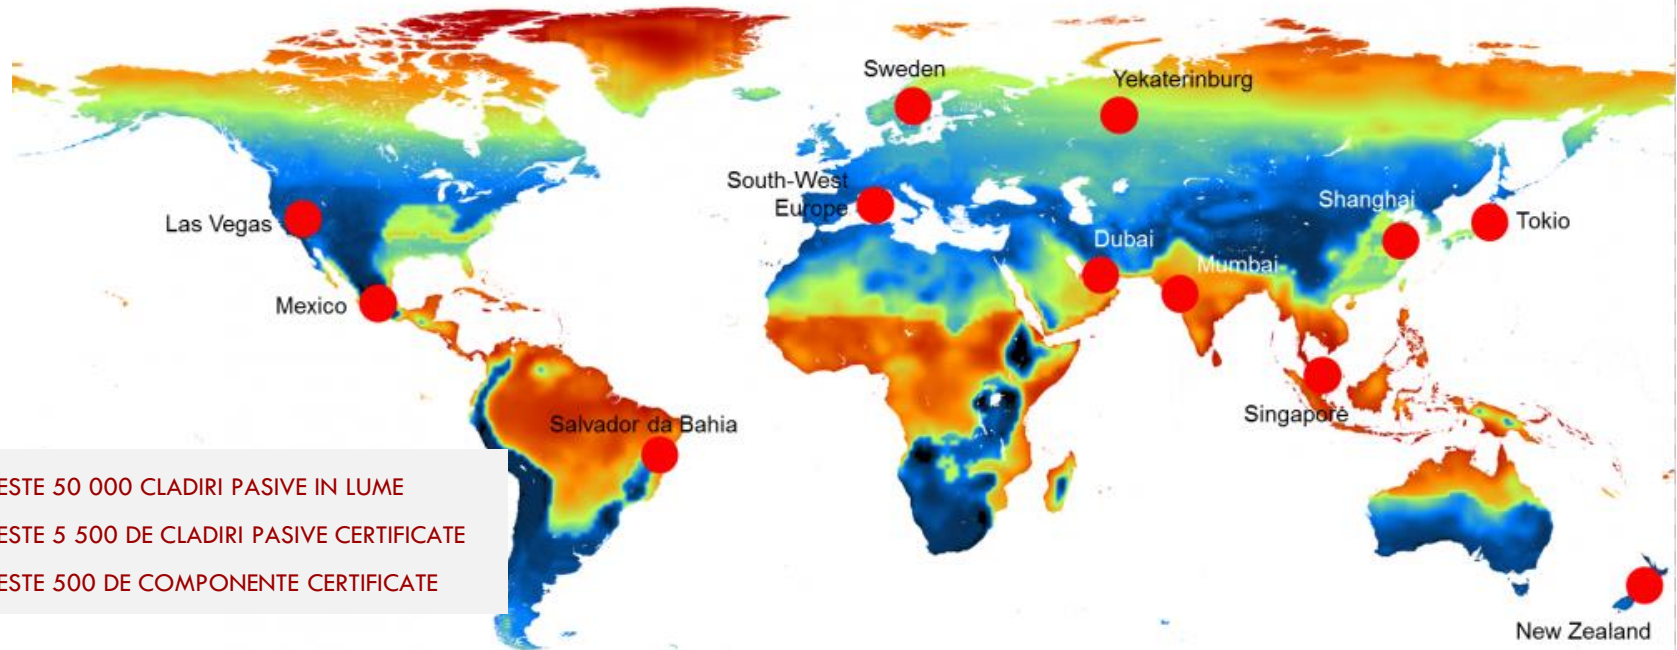 Sweden
Yekaterinburg
South-West
Europe
Shanghai
Las Vegas
Tokio
Dubai
Mumbai
Mexico
Singapore
Salvador da Bahia
ESTE 50 000 CLADIRI PASIVE IN LUME
ESTE 5 500 DE CLADIRI PASIVE CERTIFICATE
ESTE 500 DE COMPONENTE CERTIFICATE
New Zealand